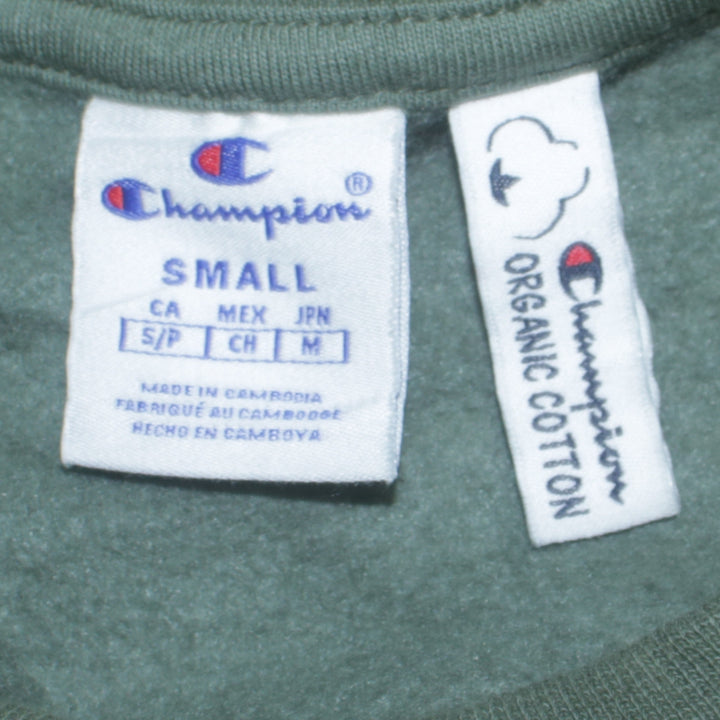 Champion®
SMALL
CA MEX JPN
S/P CH M
MADE IN CAMBODIA
FABRIQUÉ AU CAMBODGE
HECHO EN CAMBOYA
Champion
ORGANIC COTTON